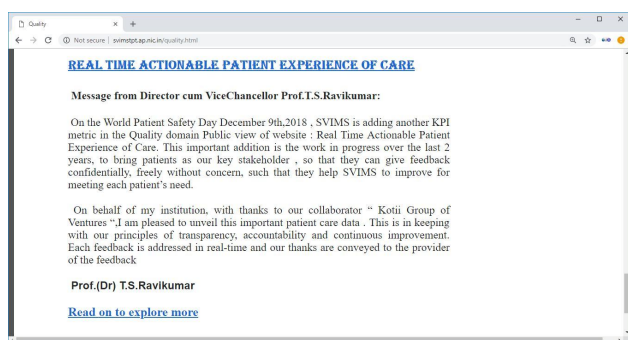 Quality
Not secure | svimstpt.ap.nic.in/quality.html
REAL TIME ACTIONABLE PATIENT EXPERIENCE OF CARE
Message from Director cum ViceChancellor Prof.T.S.Ravikumar:
On the World Patient Safety Day December 9th,2018 , SVIMS is adding another KPI
metric in the Quality domain Public view of website : Real Time Actionable Patient
Experience of Care. This important addition is the work in progress over the last 2
years, to bring patients as our key stakeholder , so that they can give feedback
confidentially, freely without concern, such that they help SVIMS to improve for
meeting each patient's need.
On behalf of my institution, with thanks to our collaborator “ Kotii Group of
Ventures “,I am pleased to unveil this important patient care data . This is in keeping
with our principles of transparency, accountability and continuous improvement.
Each feedback is addressed in real-time and our thanks are conveyed to the provider
of the feedback
Prof.(Dr) T.S.Ravikumar
Read on to explore more